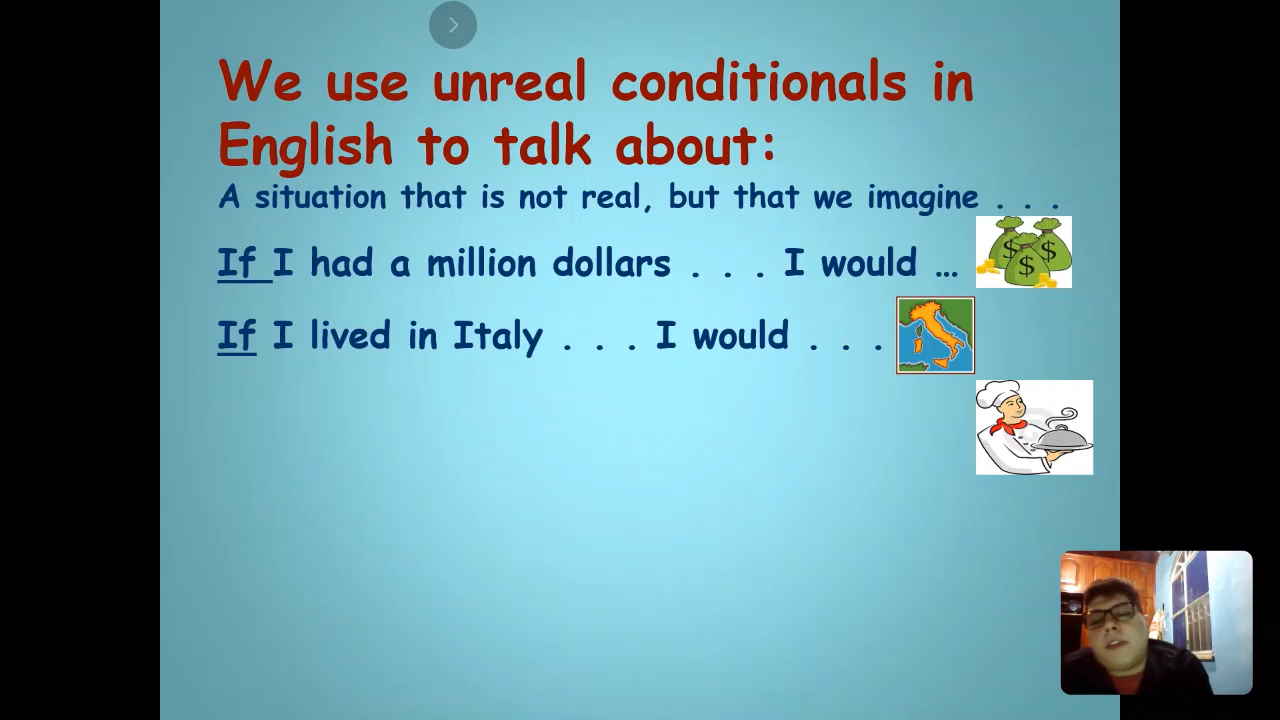 We use unreal conditionals in
English to talk about:
A situation that is not real, but that we imagine . . .
If I had a million dollars . . . I would …
If I lived in Italy . . . I would . . .